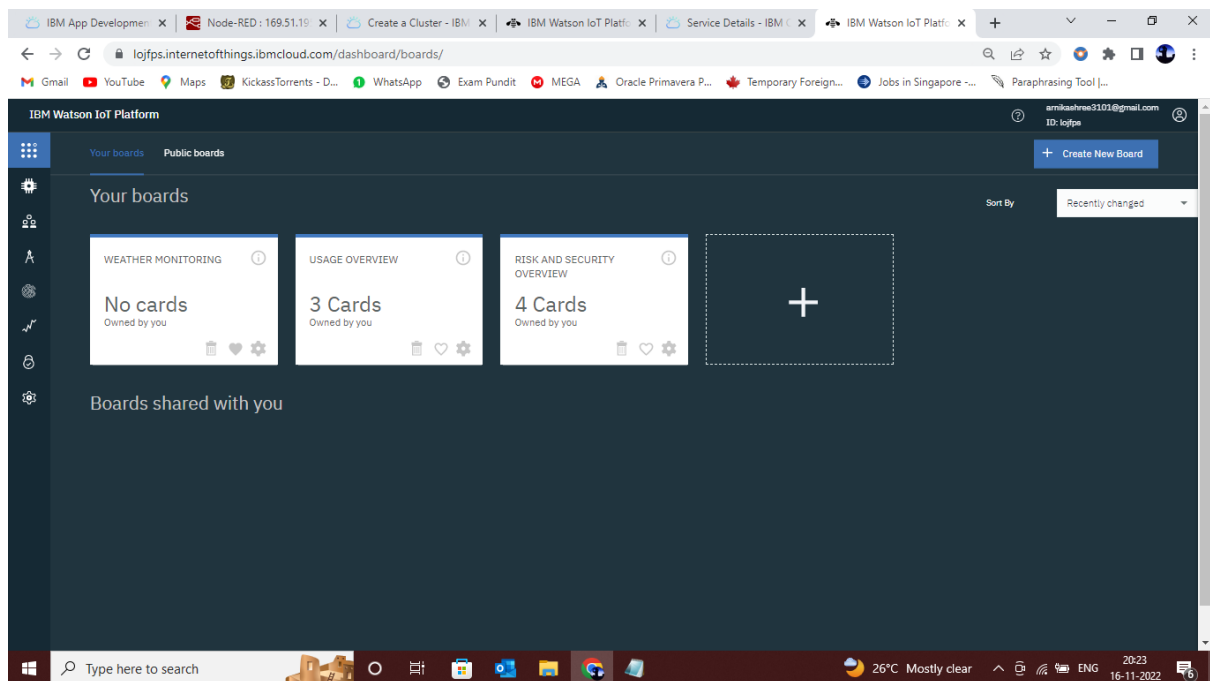 IBM App Developmen
Node-RED : 169.51.19
Create a Cluster - IBM
IBM Watson IoT Platfo
Service Details - IBM C
IBM Watson IoT Platfo
lojfps.internetofthings.ibmcloud.com/dashboard/boards/
Gmail YouTube Maps KickassTorrents - D... WhatsApp Exam Pundit MEGA Oracle Primavera P... Temporary Foreign... Jobs in Singapore -... Paraphrasing Tool |...
IBM Watson IoT Platform
arnikashree3101@gmail.com
ID: lojfps
Your boards Public boards
+ Create New Board
Your boards
Sort By Recently changed
WEATHER MONITORING
No cards
Owned by you
USAGE OVERVIEW
3 Cards
Owned by you
RISK AND SECURITY
OVERVIEW
4 Cards
Owned by you
Boards shared with you
Type here to search
26°C Mostly clear
ENG
20:23
16-11-2022
6